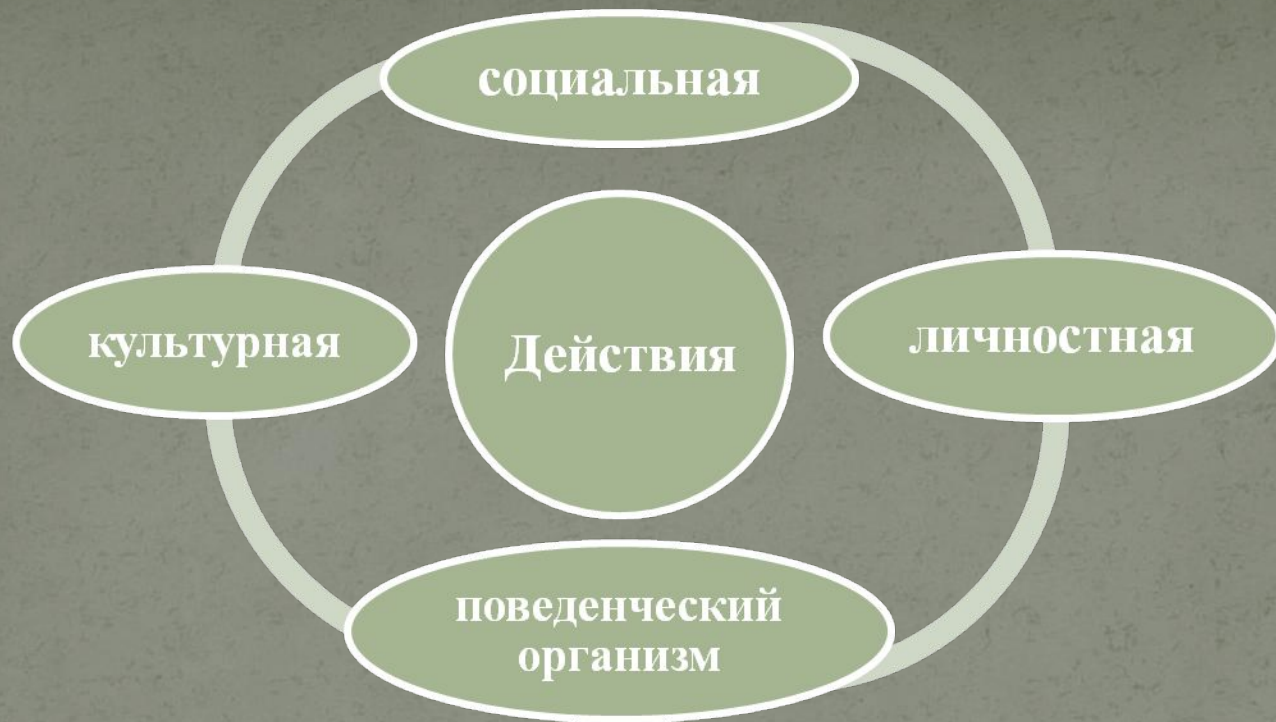 социальная
культурная
Действия
личностная
поведенческий
организм